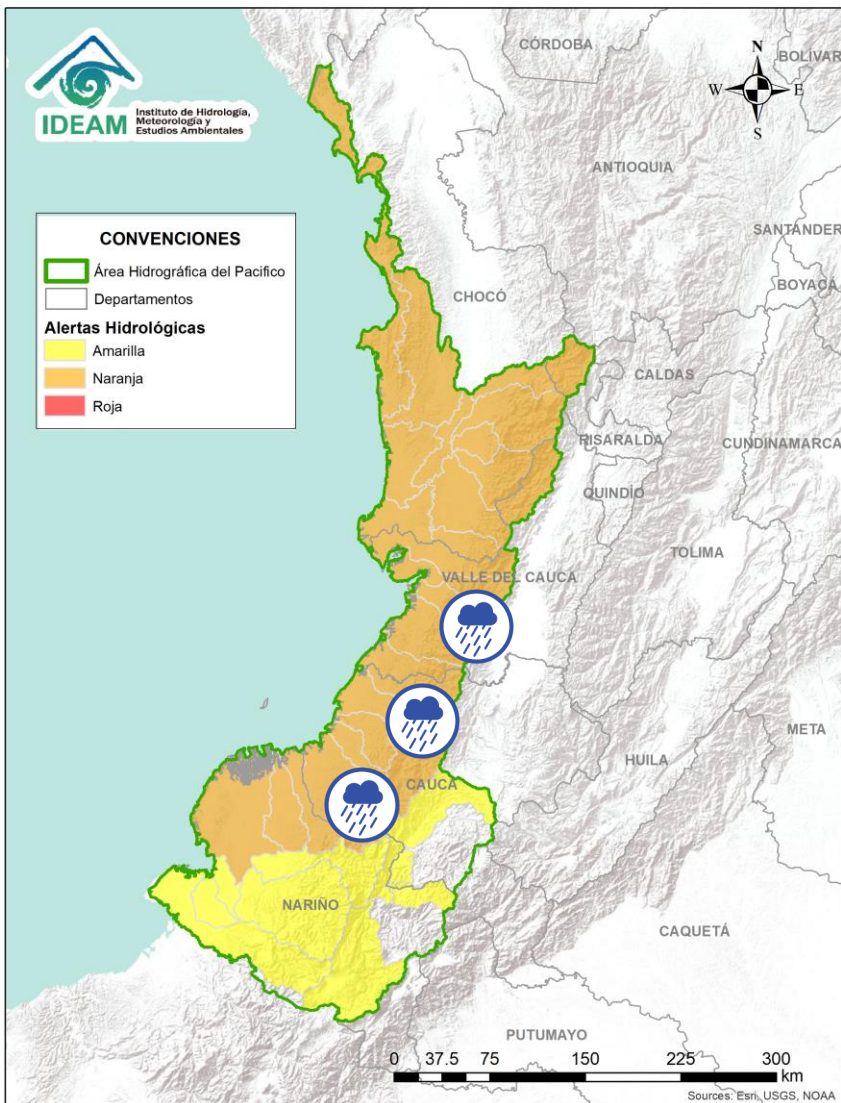 IDEAM
Instituto de Hidrología,
Meteorología y
Estudios Ambientales
CÓRDOBA
BOLÍVAR
N
W
E
S
ANTIOQUIA
SANTANDER
BOYACÁ
CONVENCIONES
Área Hidrográfica del Pacifico
Departamentos
Alertas Hidrológicas
Amarilla
Naranja
Roja
CHOCÓ
CALDAS
RISARALDA
CUNDINAMARCA
QUINDÍO
TOLIMA
VALLE DEL CAUCA
META
HUILA
CAUCA
NARIÑO
CAQUETÁ
PUTUMAYO
0 37.5 75 150 225 300
km
Sources: Esri, USGS, NOAA